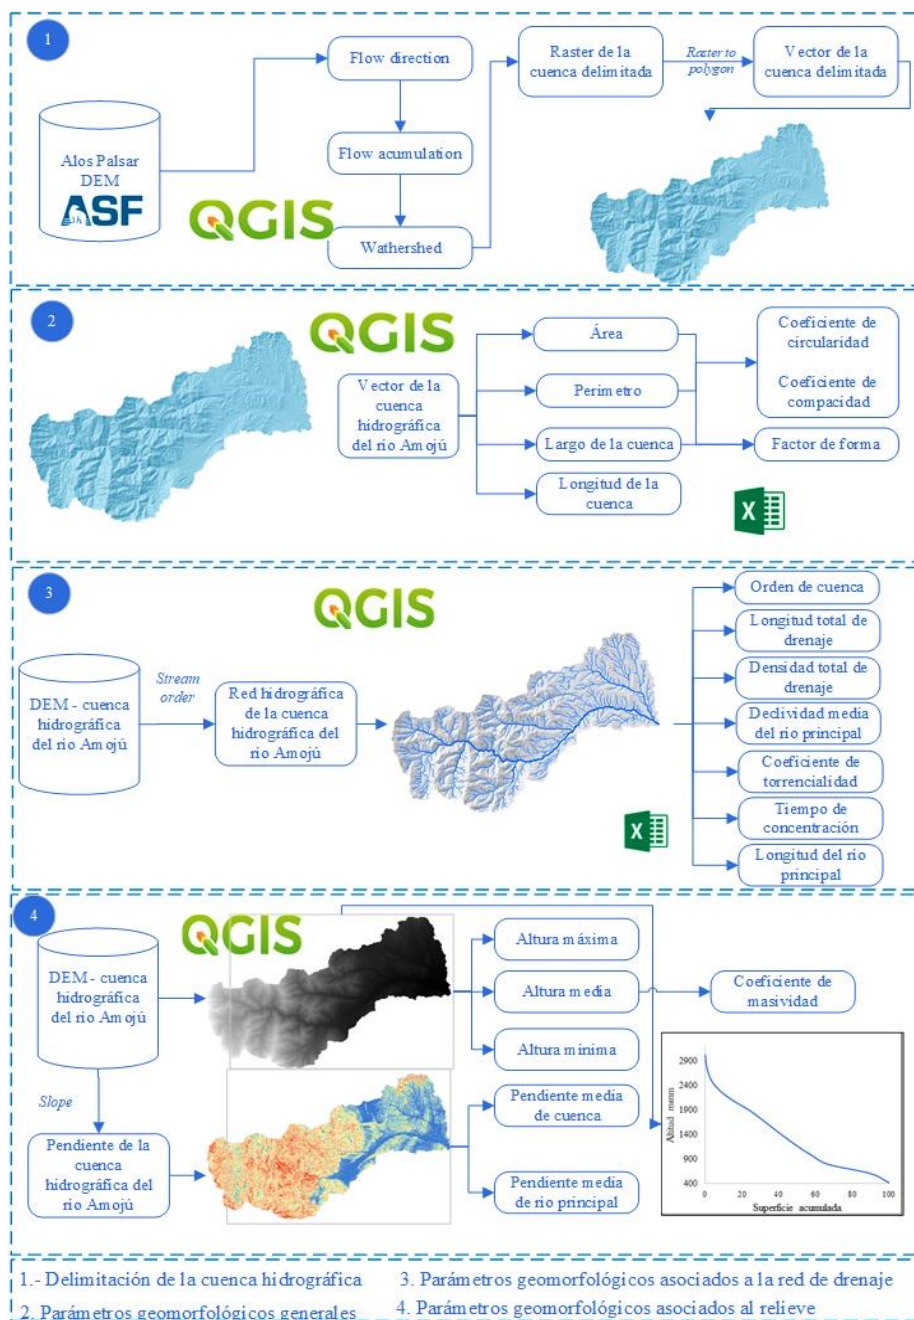 1
Flow direction
Raster de la
cuenca delimitada
Raster to
polygon
Vector de la
cuenca delimitada
Alos Palsar
DEM
ASF
Flow acumulation
QGIS
Wathershed
2
QGIS
Vector de la
cuenca
hidrográfica
del río Amojú
Área
Perímetro
Largo de la cuenca
Longitud de la
cuenca
Coeficiente de
circularidad
Coeficiente de
compacidad
Factor de forma
X
3
QGIS
DEM - cuenca
hidrográfica
del río Amojú
Stream
order
Red hidrográfica
de la cuenca
hidrográfica del
río Amojú
X
Orden de cuenca
Longitud total de
drenaje
Densidad total de
drenaje
Declividad media
del río principal
Coeficiente de
torrencialidad
Tiempo de
concentración
Longitud del río
principal
4
QGIS
DEM - cuenca
hidrográfica
del río Amojú
Slope
Pendiente de la
cuenca
hidrográfica del
río Amojú
Altura máxima
Altura media
Altura mínima
Coeficiente de
masividad
Pendiente media
de cuenca
Pendiente media
de río principal
Altitud msnm
2900
2400
1900
1400
900
400
0 20 40 60 80 100
Superficie acumulada
1.- Delimitación de la cuenca hidrográfica
2. Parámetros geomorfológicos generales
3. Parámetros geomorfológicos asociados a la red de drenaje
4. Parámetros geomorfológicos asociados al relieve